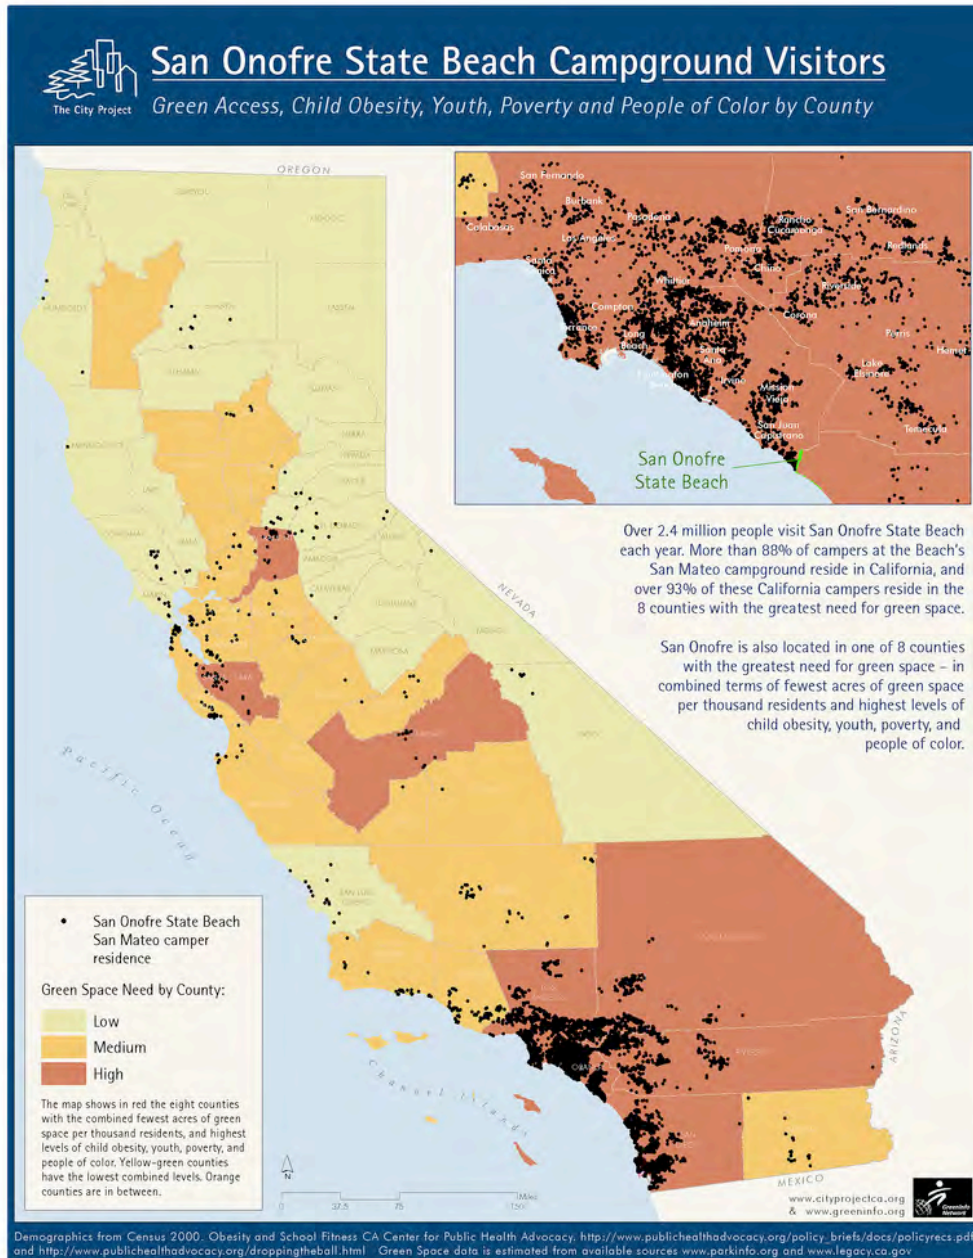 The City Project
San Onofre State Beach Campground Visitors
Green Access, Child Obesity, Youth, Poverty and People of Color by County
OREGON
HUMBOLDT
LASSEN
MENDOCINO
MARIPOSA
SAN LUIS
NEVADA
ARIZONA
MEXICO
Pacific Ocean
Channel Islands
San Fernando
Burbank
Pasadena
Calabasas
Los Angeles
Rancho
Cucamonga
San Bernardino
Redlands
Pomona
Chino
Santa
Monica
Whittier
Riverside
Compton
Corona
Torrance
Long
Beach
Anaheim
Perris
Hemet
Santa
Ana
Irvine
Lake
Elsinore
Mission
Viejo
Temecula
San Juan
Capistrano
San Onofre
State Beach
Over 2.4 million people visit San Onofre State Beach
each year. More than 88% of campers at the Beach's
San Mateo campground reside in California, and
over 93% of these California campers reside in the
8 counties with the greatest need for green space.
San Onofre is also located in one of 8 counties
with the greatest need for green space – in
combined terms of fewest acres of green space
per thousand residents and highest levels of
child obesity, youth, poverty, and
people of color.
San Onofre State Beach
San Mateo camper
residence
Green Space Need by County:
Low
Medium
High
The map shows in red the eight counties
with the combined fewest acres of green
space per thousand residents, and highest
levels of child obesity, youth, poverty, and
people of color. Yellow-green counties
have the lowest combined levels. Orange
counties are in between.
N
Miles
0 37.5 75 150
www.cityprojectca.org
& www.greeninfo.org
GreenInfo
Network
Demographics from Census 2000. Obesity and School Fitness CA Center for Public Health Advocacy, http://www.publichealthadvocacy.org/policy_briefs/docs/policyrecs.pd
and http://www.publichealthadvocacy.org/droppingtheball.html Green Space data is estimated from available sources www.parkinfo.org and www.legacy.ca.gov